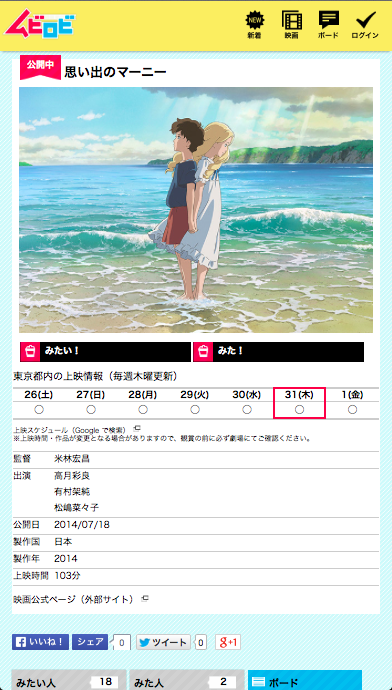 ムビロビ
NEW
新着 映画 ボード ログイン
公開中 思い出のマーニー
みたい! みた!
東京都内の上映情報(毎週木曜更新)
26(土) 27(日) 28(月) 29(火) 30(水) 31(木) 1(金)
○ ○ ○ ○ ○ ○ ○
上映スケジュール(Google で検索)
※上映時間・作品が変更となる場合がありますので、観賞の前に必ず劇場にてご確認ください。
監督 米林宏昌
出演 高月彩良
有村架純
松嶋菜々子
公開日 2014/07/18
製作国 日本
製作年 2014
上映時間 103分
映画公式ページ(外部サイト)
いいね! シェア 0 ツイート 0 g+1
みたい人 18 みた人 2 ボード